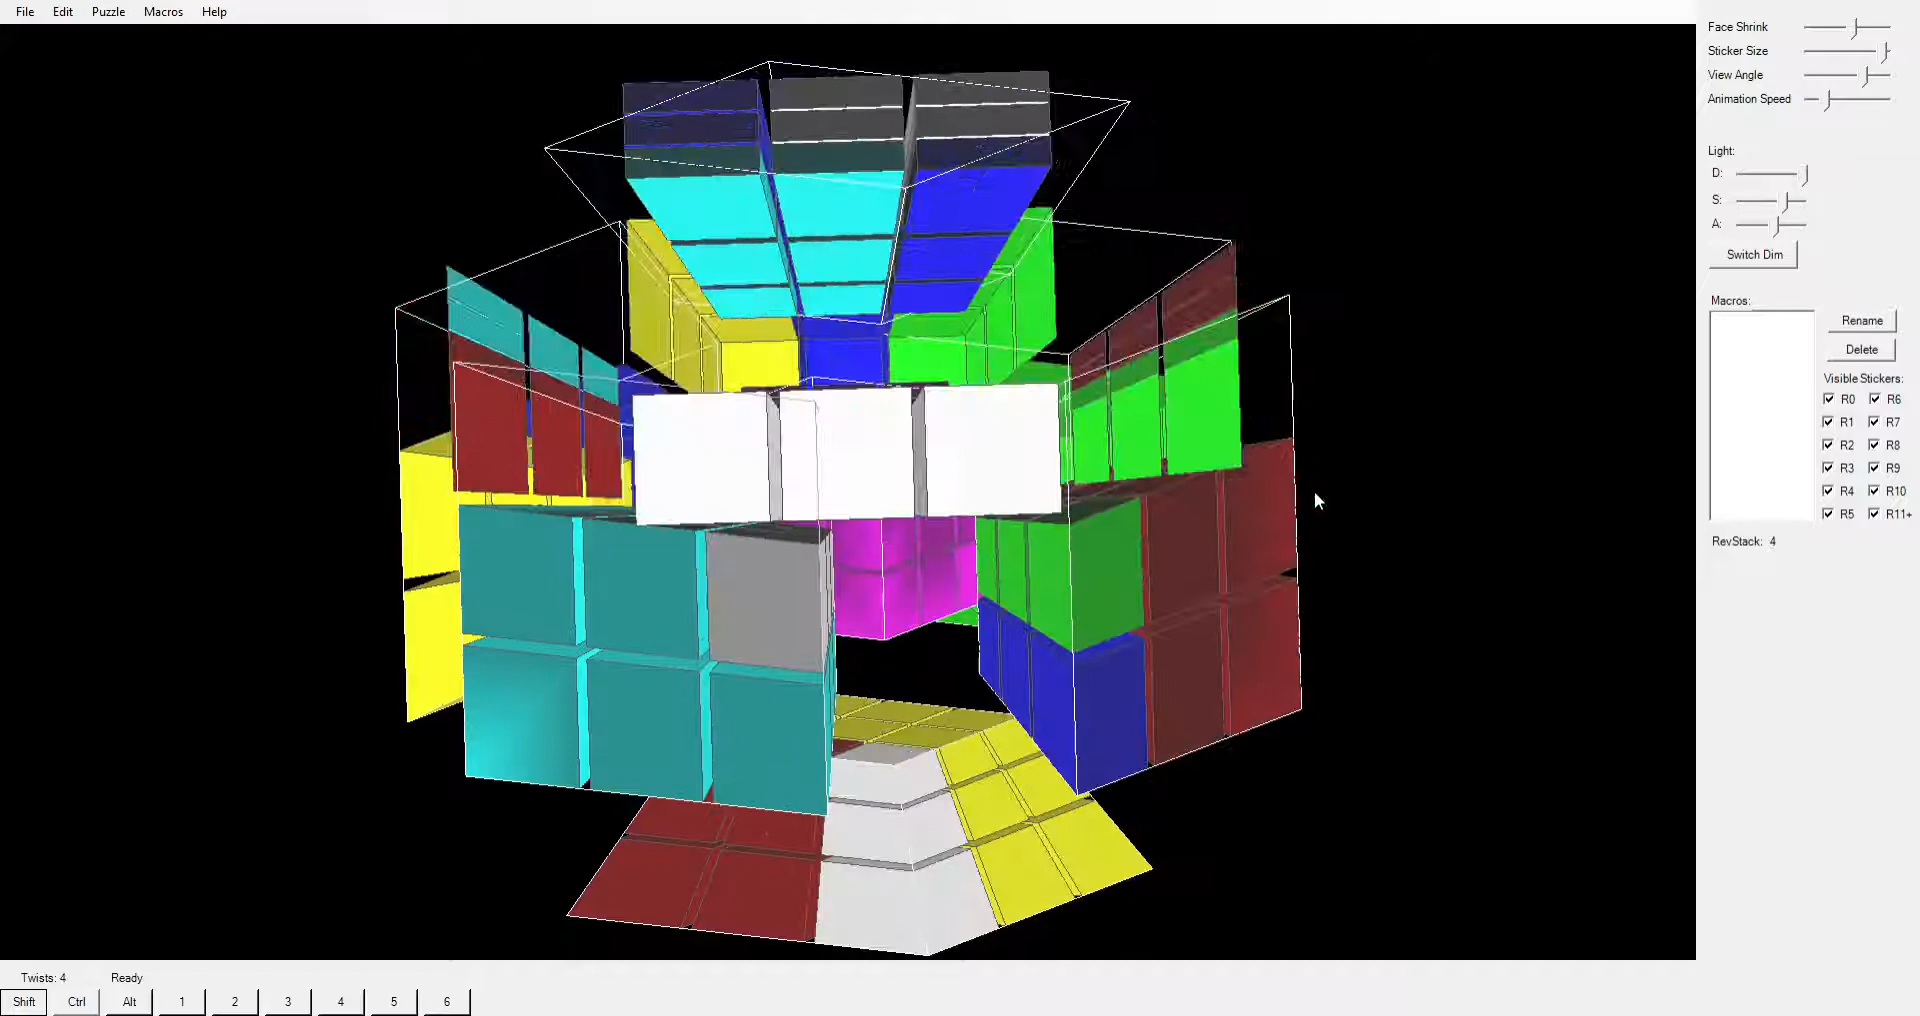 File Edit Puzzle Macros Help
Face Shrink
Sticker Size
View Angle
Animation Speed
Light:
D:
S:
A:
Switch Dim
Macros:
Rename
Delete
Visible Stickers:
R0 R6
R1 R7
R2 R8
R3 R9
R4 R10
R5 R11+
RevStack: 4
Twists: 4 Ready
Shift Ctrl Alt 1 2 3 4 5 6